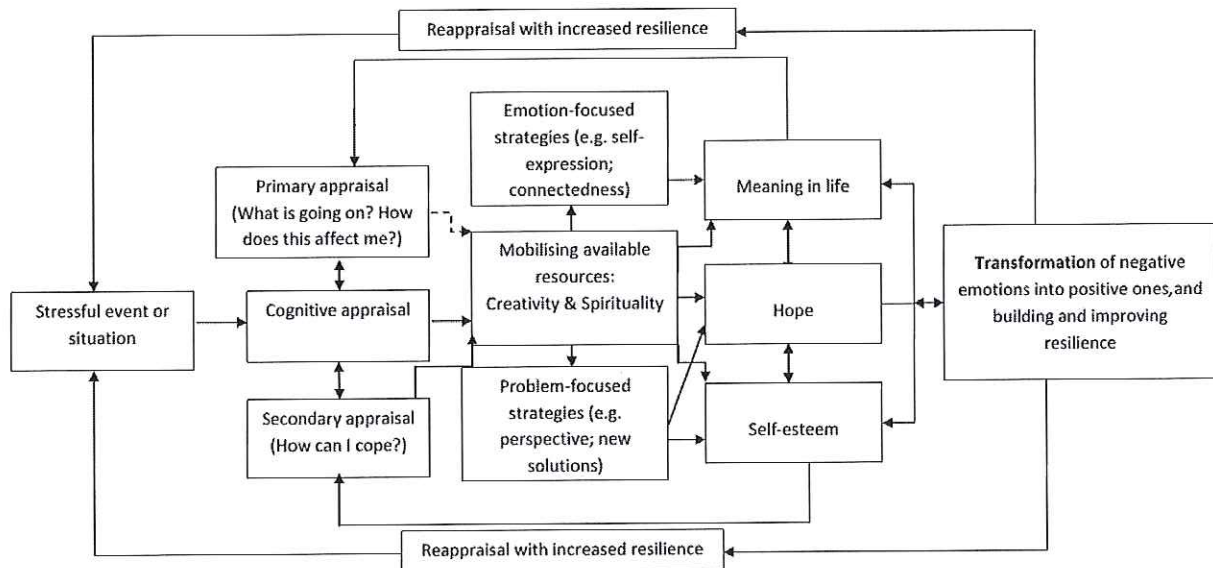 Reappraisal with increased resilience
Emotion-focused
strategies (e.g. self-
expression;
connectedness)
Meaning in life
Primary appraisal
(What is going on? How
does this affect me?)
Mobilising available
resources:
Creativity & Spirituality
Transformation of negative
emotions into positive ones, and
building and improving
resilience
Stressful event or
situation
Cognitive appraisal
Hope
Secondary appraisal
(How can I cope?)
Problem-focused
strategies (e.g.
perspective; new
solutions)
Self-esteem
Reappraisal with increased resilience